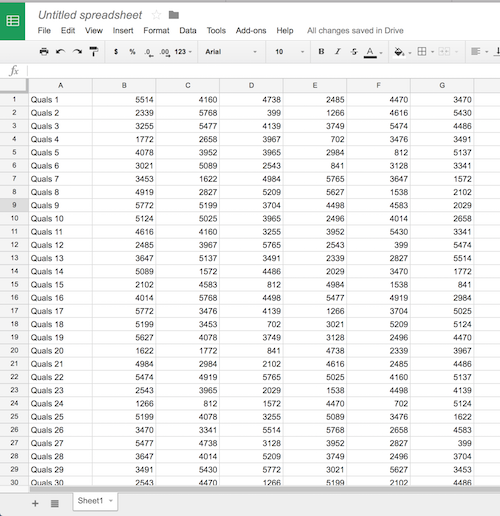 Untitled spreadsheet
File Edit View Insert Format Data Tools Add-ons Help All changes saved in Drive
$ % .0 .00 123 Arial 10 B I S A
fx
A B C D E F G
1 Quals 1 5514 4160 4738 2485 4470 3470
2 Quals 2 2339 5768 399 1266 4616 5430
3 Quals 3 3255 5477 4139 3749 5474 4486
4 Quals 4 1772 2658 3967 702 3476 3491
5 Quals 5 4078 3952 3965 2984 812 5137
6 Quals 6 3021 5089 2543 841 3128 3341
7 Quals 7 3453 1622 4984 5765 3647 1572
8 Quals 8 4919 2827 5209 5627 1538 2102
9 Quals 9 5772 5199 3704 4498 4583 2029
10 Quals 10 5124 5025 3965 2496 4014 2658
11 Quals 11 4616 4160 3255 3952 5430 3341
12 Quals 12 2485 3967 5765 2543 399 5474
13 Quals 13 3647 5137 3491 2339 2827 5514
14 Quals 14 5089 1572 4486 2029 3470 1772
15 Quals 15 2102 4583 812 4984 1538 841
16 Quals 16 4014 5768 4498 5477 4919 2984
17 Quals 17 5772 3476 4139 1266 3704 5025
18 Quals 18 5199 3453 702 3021 5209 5124
19 Quals 19 5627 4078 3749 3128 2496 4470
20 Quals 20 1622 1772 841 4738 2339 3967
21 Quals 21 4984 2984 2102 4616 2485 4486
22 Quals 22 5474 4919 5765 5025 4160 5137
23 Quals 23 2543 3965 2029 1538 4498 4139
24 Quals 24 1266 812 1572 4470 702 5124
25 Quals 25 5199 4078 3255 5089 3476 1622
26 Quals 26 3470 3341 5514 5768 2658 4583
27 Quals 27 5477 4738 3128 3952 2827 399
28 Quals 28 3647 4014 5209 3749 2496 3704
29 Quals 29 3491 5430 5772 3021 5627 3453
30 Quals 30 2543 4470 1266 5199 2102 4486
Sheet1